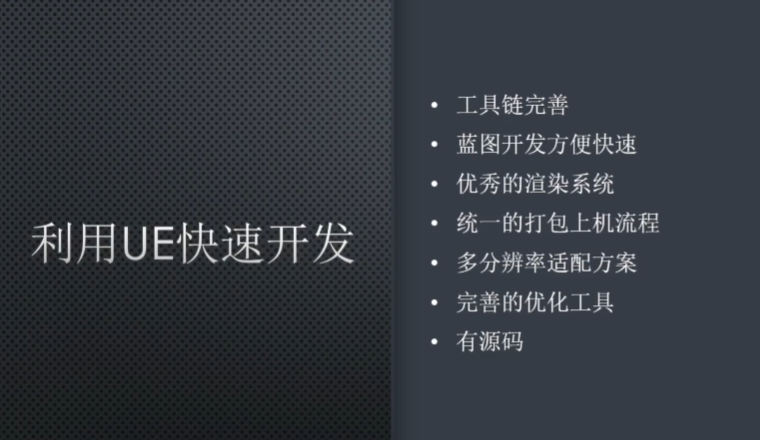 利用UE快速开发
• 工具链完善
• 蓝图开发方便快速
• 优秀的渲染系统
• 统一的打包上机流程
• 多分辨率适配方案
• 完善的优化工具
• 有源码